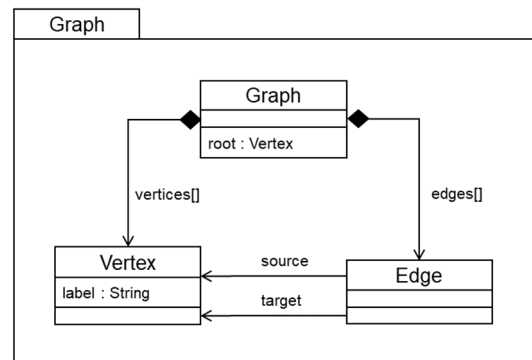 Graph
Graph
root : Vertex
vertices[]
edges[]
Vertex
label : String
source
target
Edge